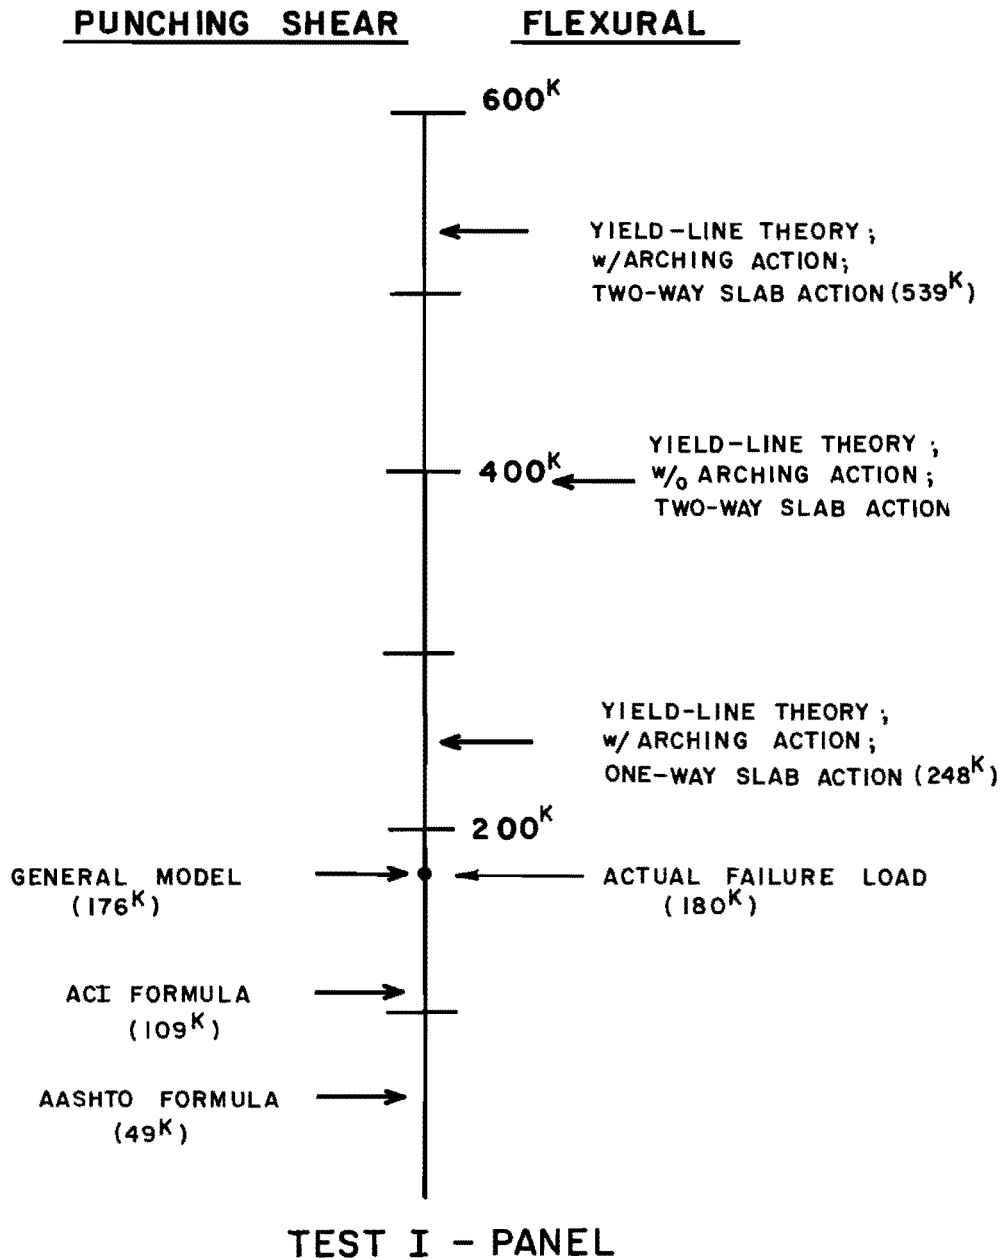 PUNCHING SHEAR
FLEXURAL
600K
YIELD-LINE THEORY;
w/ARCHING ACTION;
TWO-WAY SLAB ACTION (539K)
YIELD-LINE THEORY;
400K
w/o ARCHING ACTION;
TWO-WAY SLAB ACTION
YIELD-LINE THEORY;
w/ ARCHING ACTION;
ONE-WAY SLAB ACTION (248K)
200K
GENERAL MODEL
(176K)
ACTUAL FAILURE LOAD
(180K)
ACI FORMULA
(109K)
AASHTO FORMULA
(49K)
TEST I - PANEL